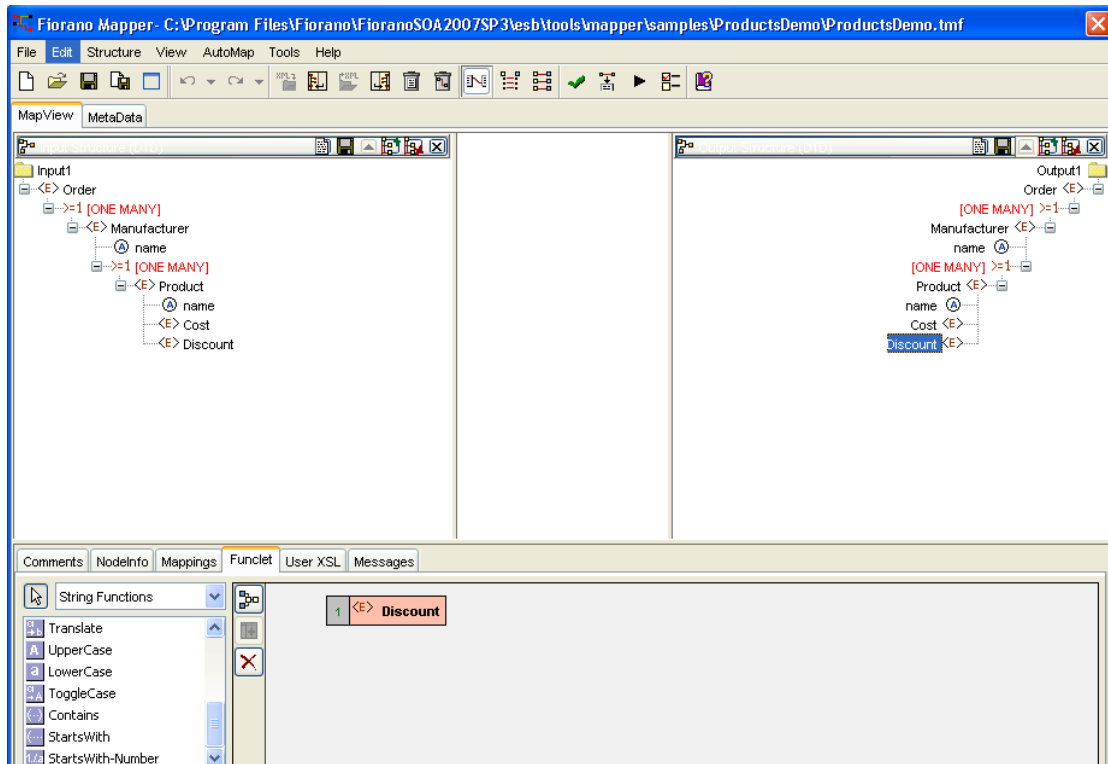 Fiorano Mapper- C:\Program Files\Fiorano\FioranoSOA2007SP3\esb\tools\mapper\samples\ProductsDemo\ProductsDemo.tmf
File Edit Structure View AutoMap Tools Help
MapView MetaData
Input Structure (DTD)
Input1
<E> Order
>=1 [ONE MANY]
<E> Manufacturer
A name
>=1 [ONE MANY]
<E> Product
A name
<E> Cost
<E> Discount
Output Structure (DTD)
Output1
Order <E>
[ONE MANY] >=1
Manufacturer <E>
name A
[ONE MANY] >=1
Product <E>
name A
Cost <E>
Discount <E>
Comments NodeInfo Mappings Funclet User XSL Messages
String Functions
Translate
A UpperCase
a LowerCase
ToggleCase
Contains
StartsWith
StartsWith-Number
1 <E> Discount